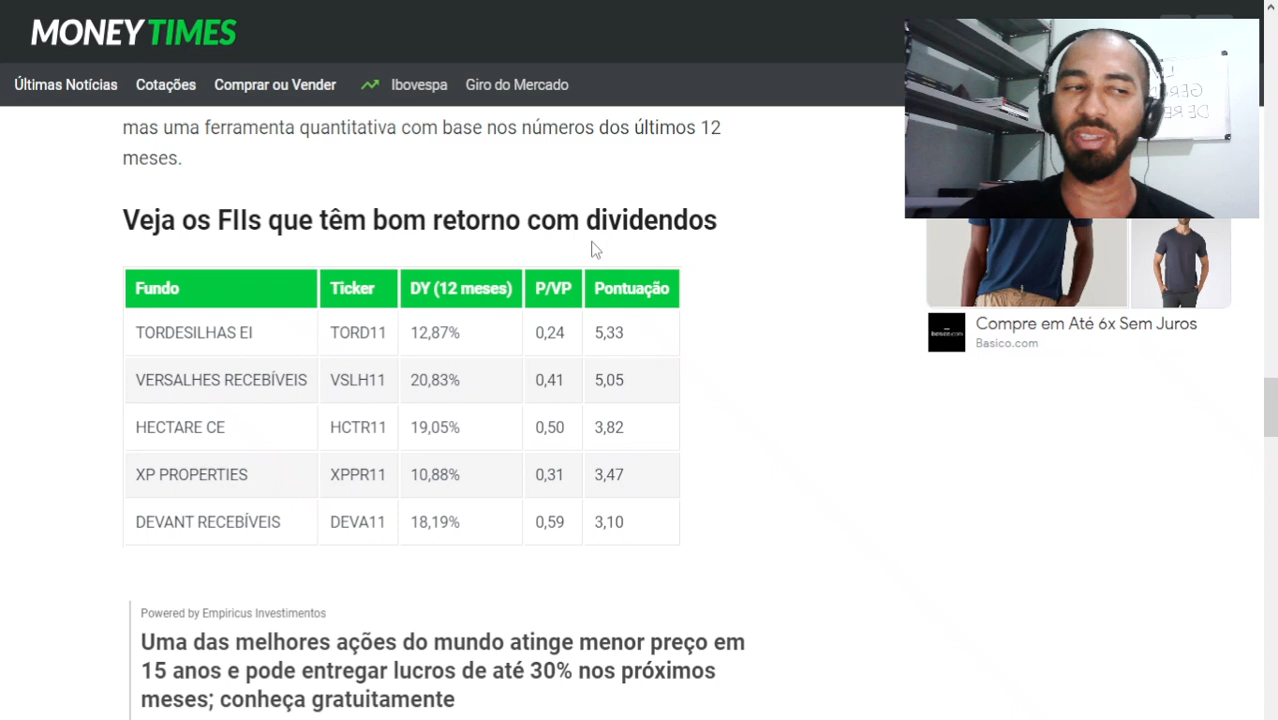 MONEY TIMES
Últimas Notícias Cotações Comprar ou Vender Ibovespa Giro do Mercado
mas uma ferramenta quantitativa com base nos números dos últimos 12
meses.
Veja os FIIs que têm bom retorno com dividendos
Fundo Ticker DY (12 meses) P/VP Pontuação
TORDESILHAS EI TORD11 12,87% 0,24 5,33
VERSALHES RECEBÍVEIS VSLH11 20,83% 0,41 5,05
HECTARE CE HCTR11 19,05% 0,50 3,82
XP PROPERTIES XPPR11 10,88% 0,31 3,47
DEVANT RECEBÍVEIS DEVA11 18,19% 0,59 3,10
Compre em Até 6x Sem Juros
Basico.com
Powered by Empiricus Investimentos
Uma das melhores ações do mundo atinge menor preço em
15 anos e pode entregar lucros de até 30% nos próximos
meses; conheça gratuitamente